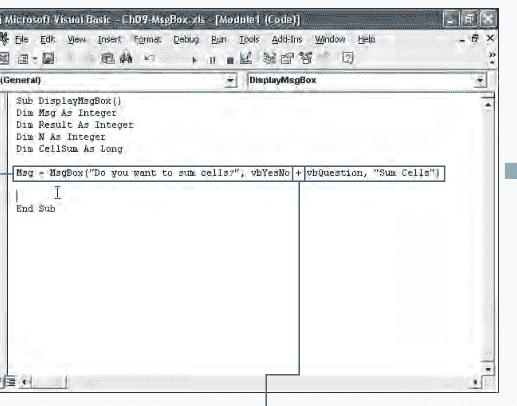 Microsoft Visual Basic - Ch09-MsgBox.xls - [Module1 (Code)]
File Edit View Insert Format Debug Run Tools Add-Ins Window Help
(General) DisplayMsgBox
Sub DisplayMsgBox()
Dim Msg As Integer
Dim Result As Integer
Dim N As Integer
Dim CellSum As Long
Msg = MsgBox("Do you want to sum cells?", vbYesNo + vbQuestion, "Sum Cells")
End Sub